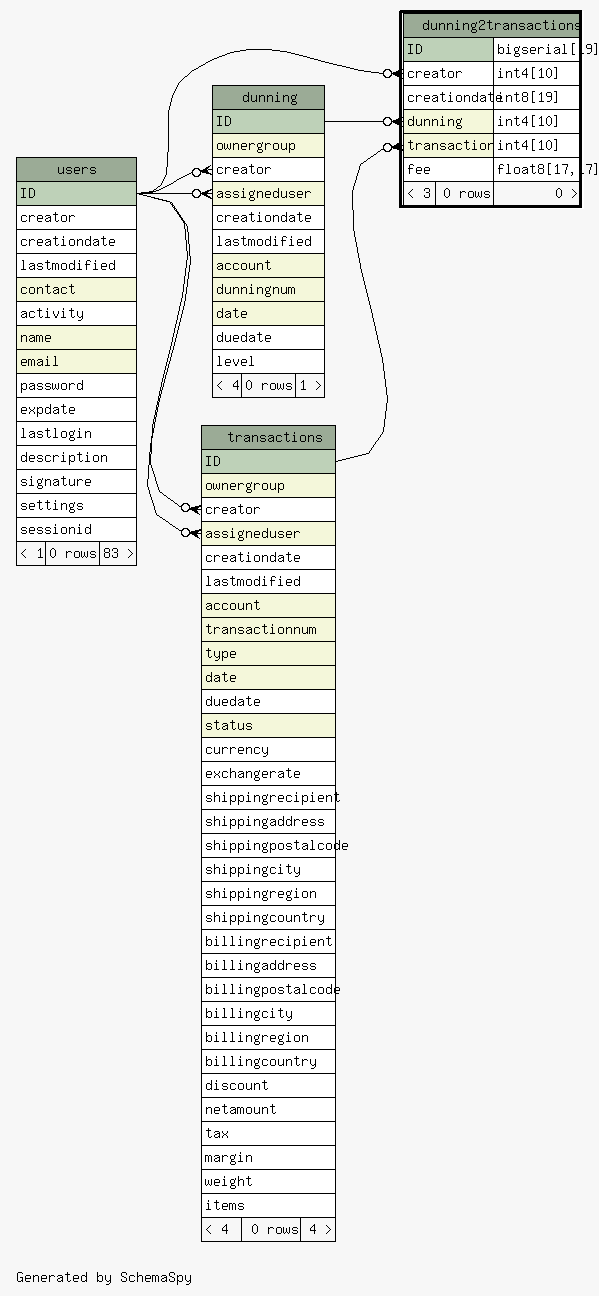 users
ID
creator
creationdate
lastmodified
contact
activity
name
email
password
expdate
lastlogin
description
signature
settings
sessionid
< 1 0 rows 83 >
dunning
ID
ownergroup
creator
assigneduser
creationdate
lastmodified
account
dunningnum
date
duedate
level
< 4 0 rows 1 >
dunning2transactions
ID bigserial[19]
creator int4[10]
creationdate int8[19]
dunning int4[10]
transaction int4[10]
fee float8[17,17]
< 3 0 rows 0 >
transactions
ID
ownergroup
creator
assigneduser
creationdate
lastmodified
account
transactionnum
type
date
duedate
status
currency
exchangerate
shippingrecipient
shippingaddress
shippingpostalcode
shippingcity
shippingregion
shippingcountry
billingrecipient
billingaddress
billingpostalcode
billingcity
billingregion
billingcountry
discount
netamount
tax
margin
weight
items
< 4 0 rows 4 >
Generated by SchemaSpy